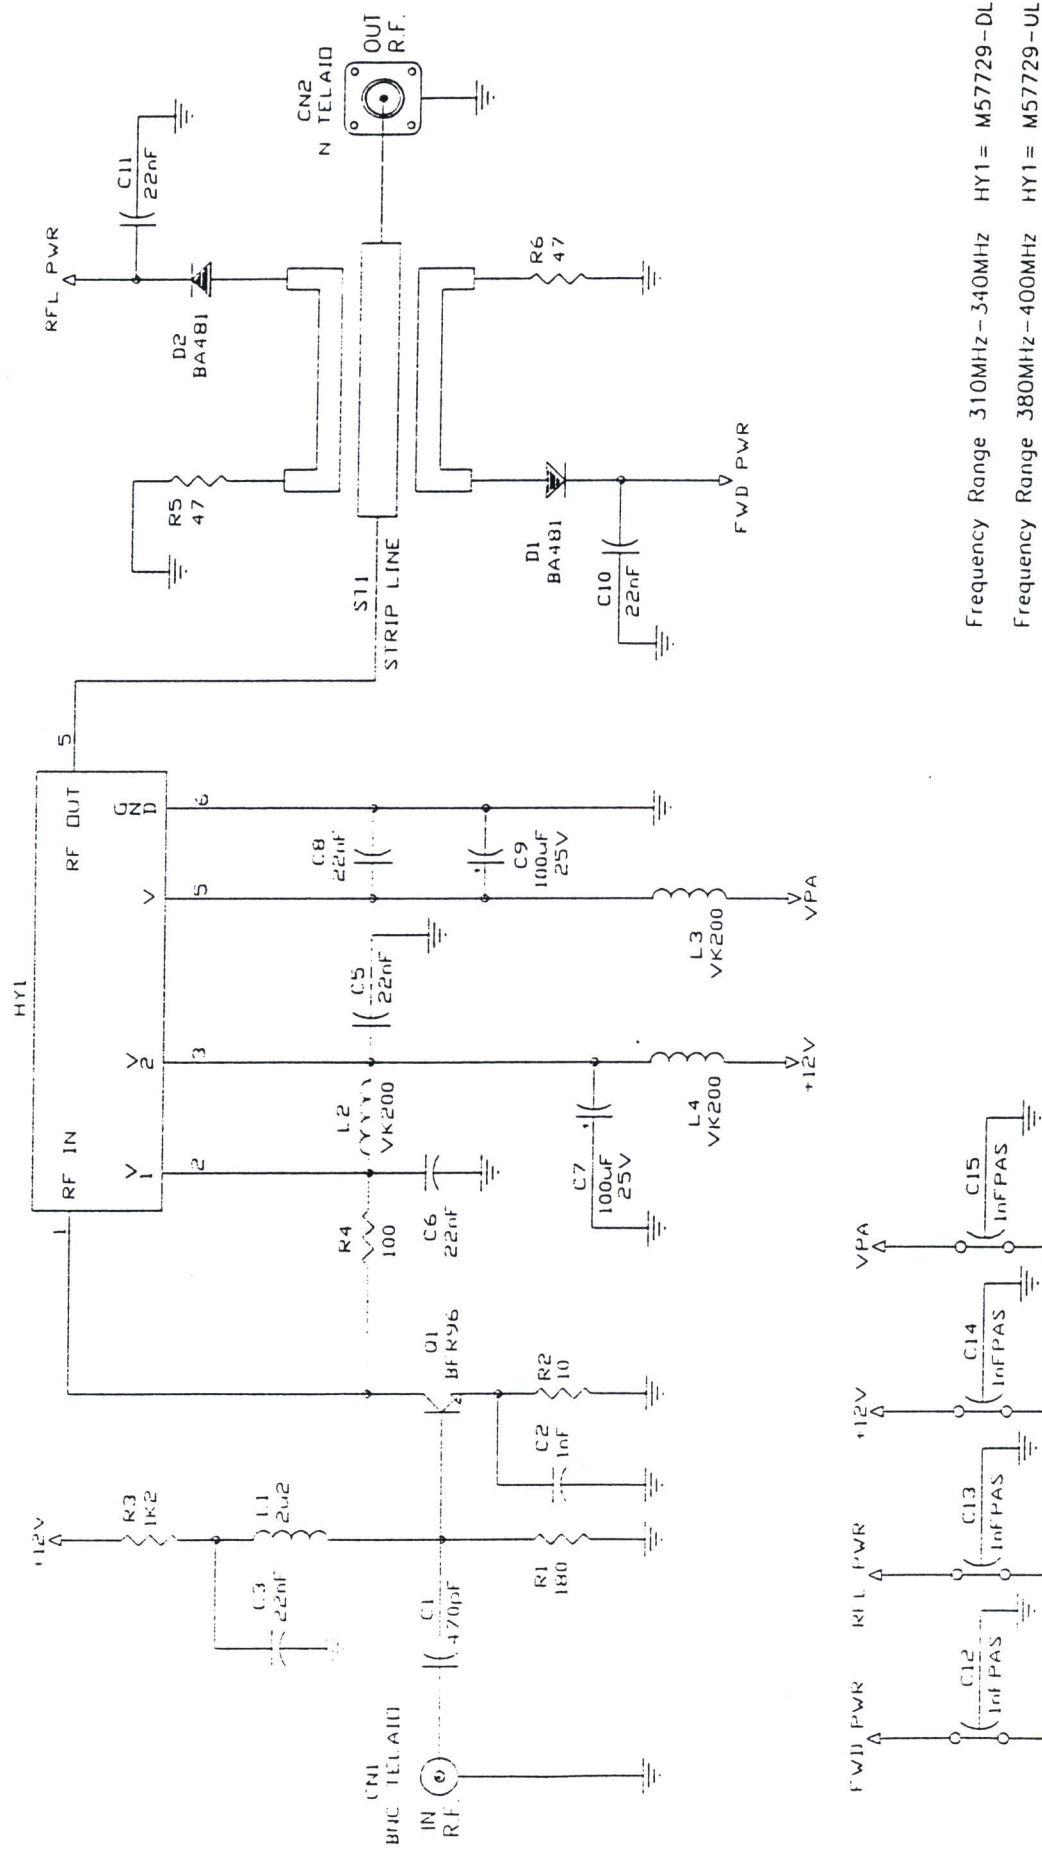 CN1
BNC TELAIO
IN
R.F.
C1
470pF
+12V
R3
1K2
C3
22nF
L1
2u2
R1
180
C2
1nF
R2
10
Q1
BFR96
R4
100
C6
22nF
L2
VK200
HY1
RF IN
1
V1
2
V2
3
V
5
GND
6
RF OUT
5
C5
22nF
C7
+
100uF
25V
L4
VK200
+12V
C8
22nF
C9
+
100uF
25V
L3
VK200
VPA
ST1
STRIP LINE
R5
47
D2
BA481
RFL PWR
C11
22nF
D1
BA481
C10
22nF
FWD PWR
R6
47
CN2
N TELAIO
OUT
R.F.
FWD PWR
C12
1nFPAS
RFL PWR
C13
1nFPAS
+12V
C14
1nFPAS
VPA
C15
1nFPAS
Frequency Range 310MHz-340MHz HY1= M57729-DL
Frequency Range 380MHz-400MHz HY1= M57729-UL